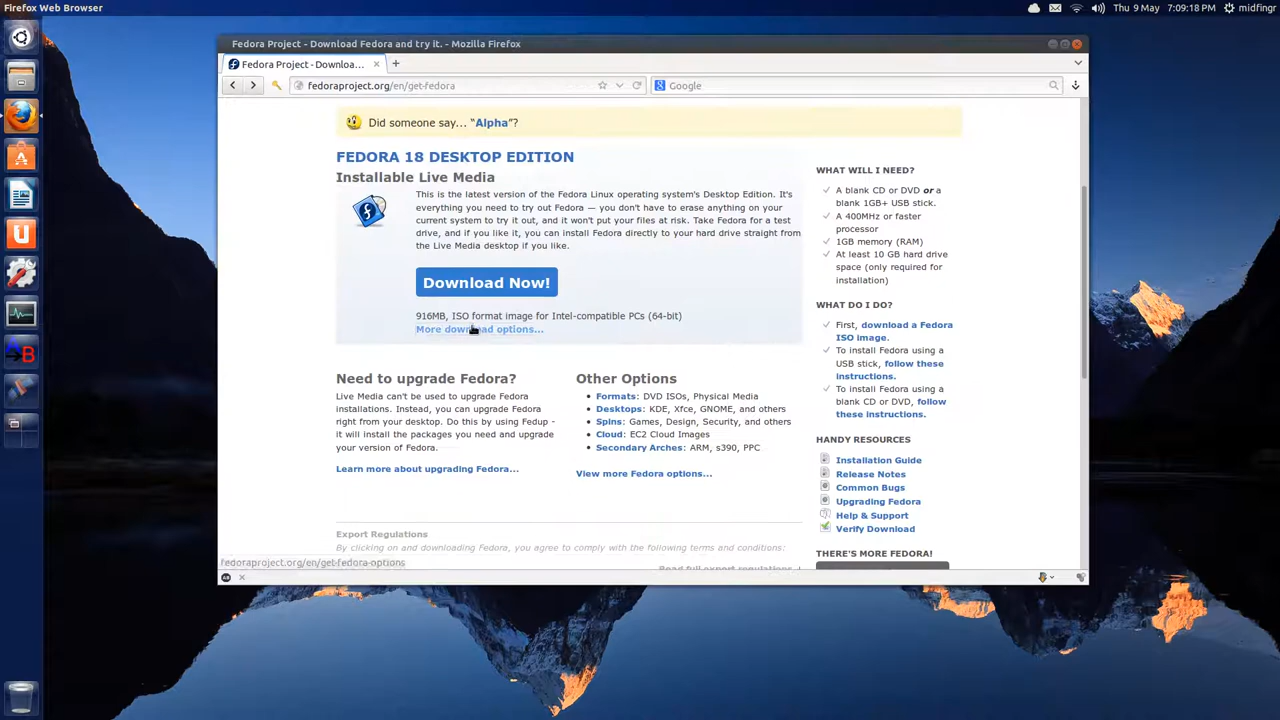 Firefox Web Browser
Thu 9 May 7:09:18 PM midfingr
Fedora Project - Download Fedora and try it. - Mozilla Firefox
Fedora Project - Downloa...
fedoraproject.org/en/get-fedora
Google
Did someone say... “Alpha”?
FEDORA 18 DESKTOP EDITION
Installable Live Media
This is the latest version of the Fedora Linux operating system's Desktop Edition. It's
everything you need to try out Fedora — you don't have to erase anything on your
current system to try it out, and it won't put your files at risk. Take Fedora for a test
drive, and if you like it, you can install Fedora directly to your hard drive straight from
the Live Media desktop if you like.
Download Now!
916MB, ISO format image for Intel-compatible PCs (64-bit)
More download options...
Need to upgrade Fedora?
Live Media can't be used to upgrade Fedora
installations. Instead, you can upgrade Fedora
right from your desktop. Do this by using Fedup -
it will install the packages you need and upgrade
your version of Fedora.
Learn more about upgrading Fedora...
Other Options
Formats: DVD ISOs, Physical Media
Desktops: KDE, Xfce, GNOME, and others
Spins: Games, Design, Security, and others
Cloud: EC2 Cloud Images
Secondary Arches: ARM, s390, PPC
View more Fedora options...
Export Regulations
By clicking on and downloading Fedora, you agree to comply with the following terms and conditions:
Read full export regulations ↓
WHAT WILL I NEED?
A blank CD or DVD or a
blank 1GB+ USB stick.
A 400MHz or faster
processor
1GB memory (RAM)
At least 10 GB hard drive
space (only required for
installation)
WHAT DO I DO?
First, download a Fedora
ISO image.
To install Fedora using a
USB stick, follow these
instructions.
To install Fedora using a
blank CD or DVD, follow
these instructions.
HANDY RESOURCES
Installation Guide
Release Notes
Common Bugs
Upgrading Fedora
Help & Support
Verify Download
THERE'S MORE FEDORA!
fedoraproject.org/en/get-fedora-options